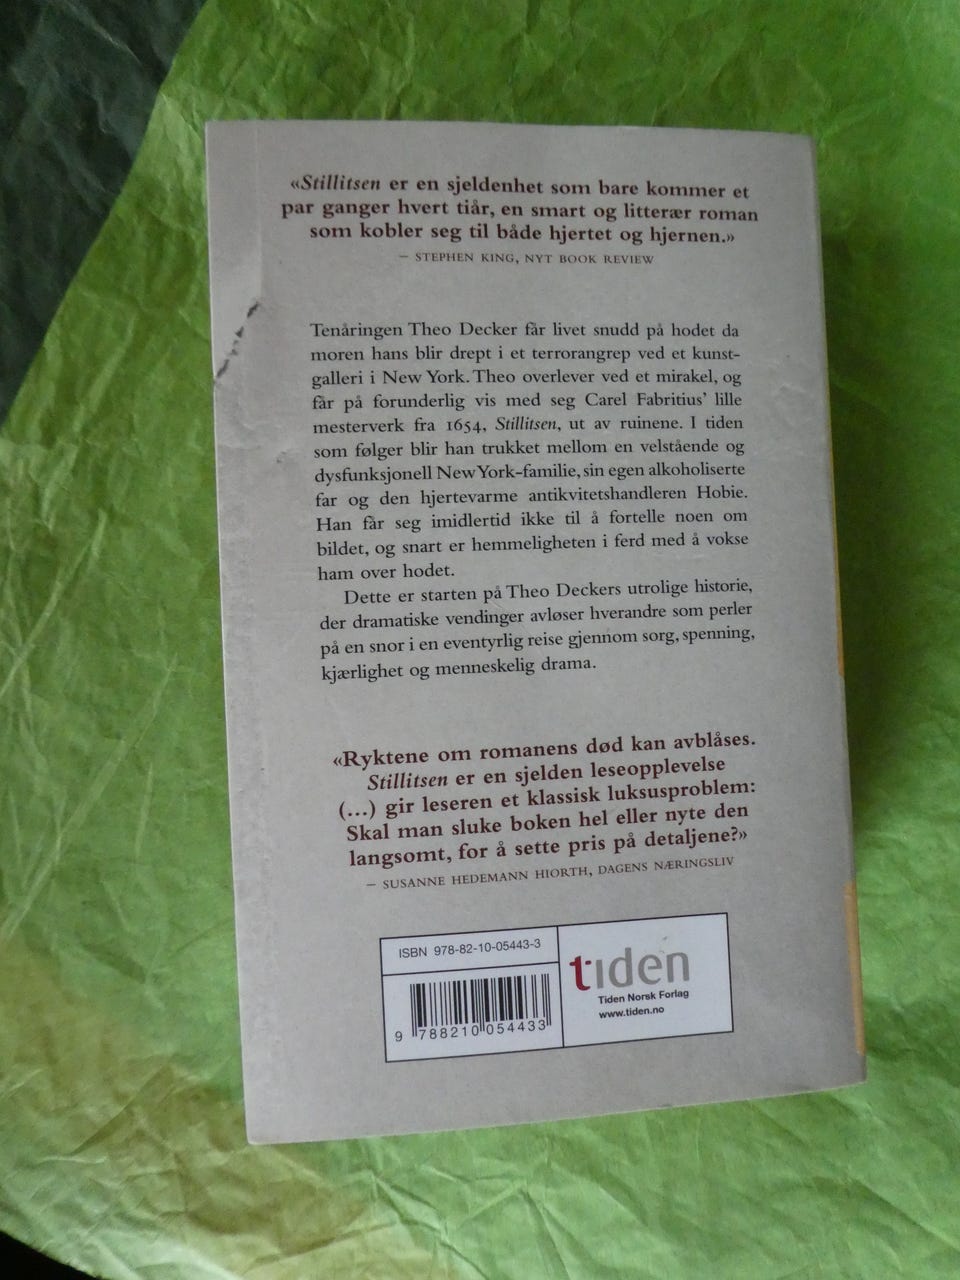 «Stillitsen er en sjeldenhet som bare kommer et
par ganger hvert tiår, en smart og litterær roman
som kobler seg til både hjertet og hjernen.»
– STEPHEN KING, NYT BOOK REVIEW
Tenåringen Theo Decker får livet snudd på hodet da
moren hans blir drept i et terrorangrep ved et kunst-
galleri i New York. Theo overlever ved et mirakel, og
får på forunderlig vis med seg Carel Fabritius’ lille
mesterverk fra 1654, Stillitsen, ut av ruinene. I tiden
som følger blir han trukket mellom en velstående og
dysfunksjonell New York-familie, sin egen alkoholiserte
far og den hjertevarme antikvitetshandleren Hobie.
Han får seg imidlertid ikke til å fortelle noen om
bildet, og snart er hemmeligheten i ferd med å vokse
ham over hodet.
Dette er starten på Theo Deckers utrolige historie,
der dramatiske vendinger avløser hverandre som perler
på en snor i en eventyrlig reise gjennom sorg, spenning,
kjærlighet og menneskelig drama.
«Ryktene om romanens død kan avblåses.
Stillitsen er en sjelden leseopplevelse
(...) gir leseren et klassisk luksusproblem:
Skal man sluke boken hel eller nyte den
langsomt, for å sette pris på detaljene?»
– SUSANNE HEDEMANN HIORTH, DAGENS NÆRINGSLIV
ISBN 978-82-10-05443-3
9 788210 054433
tiden
Tiden Norsk Forlag
www.tiden.no